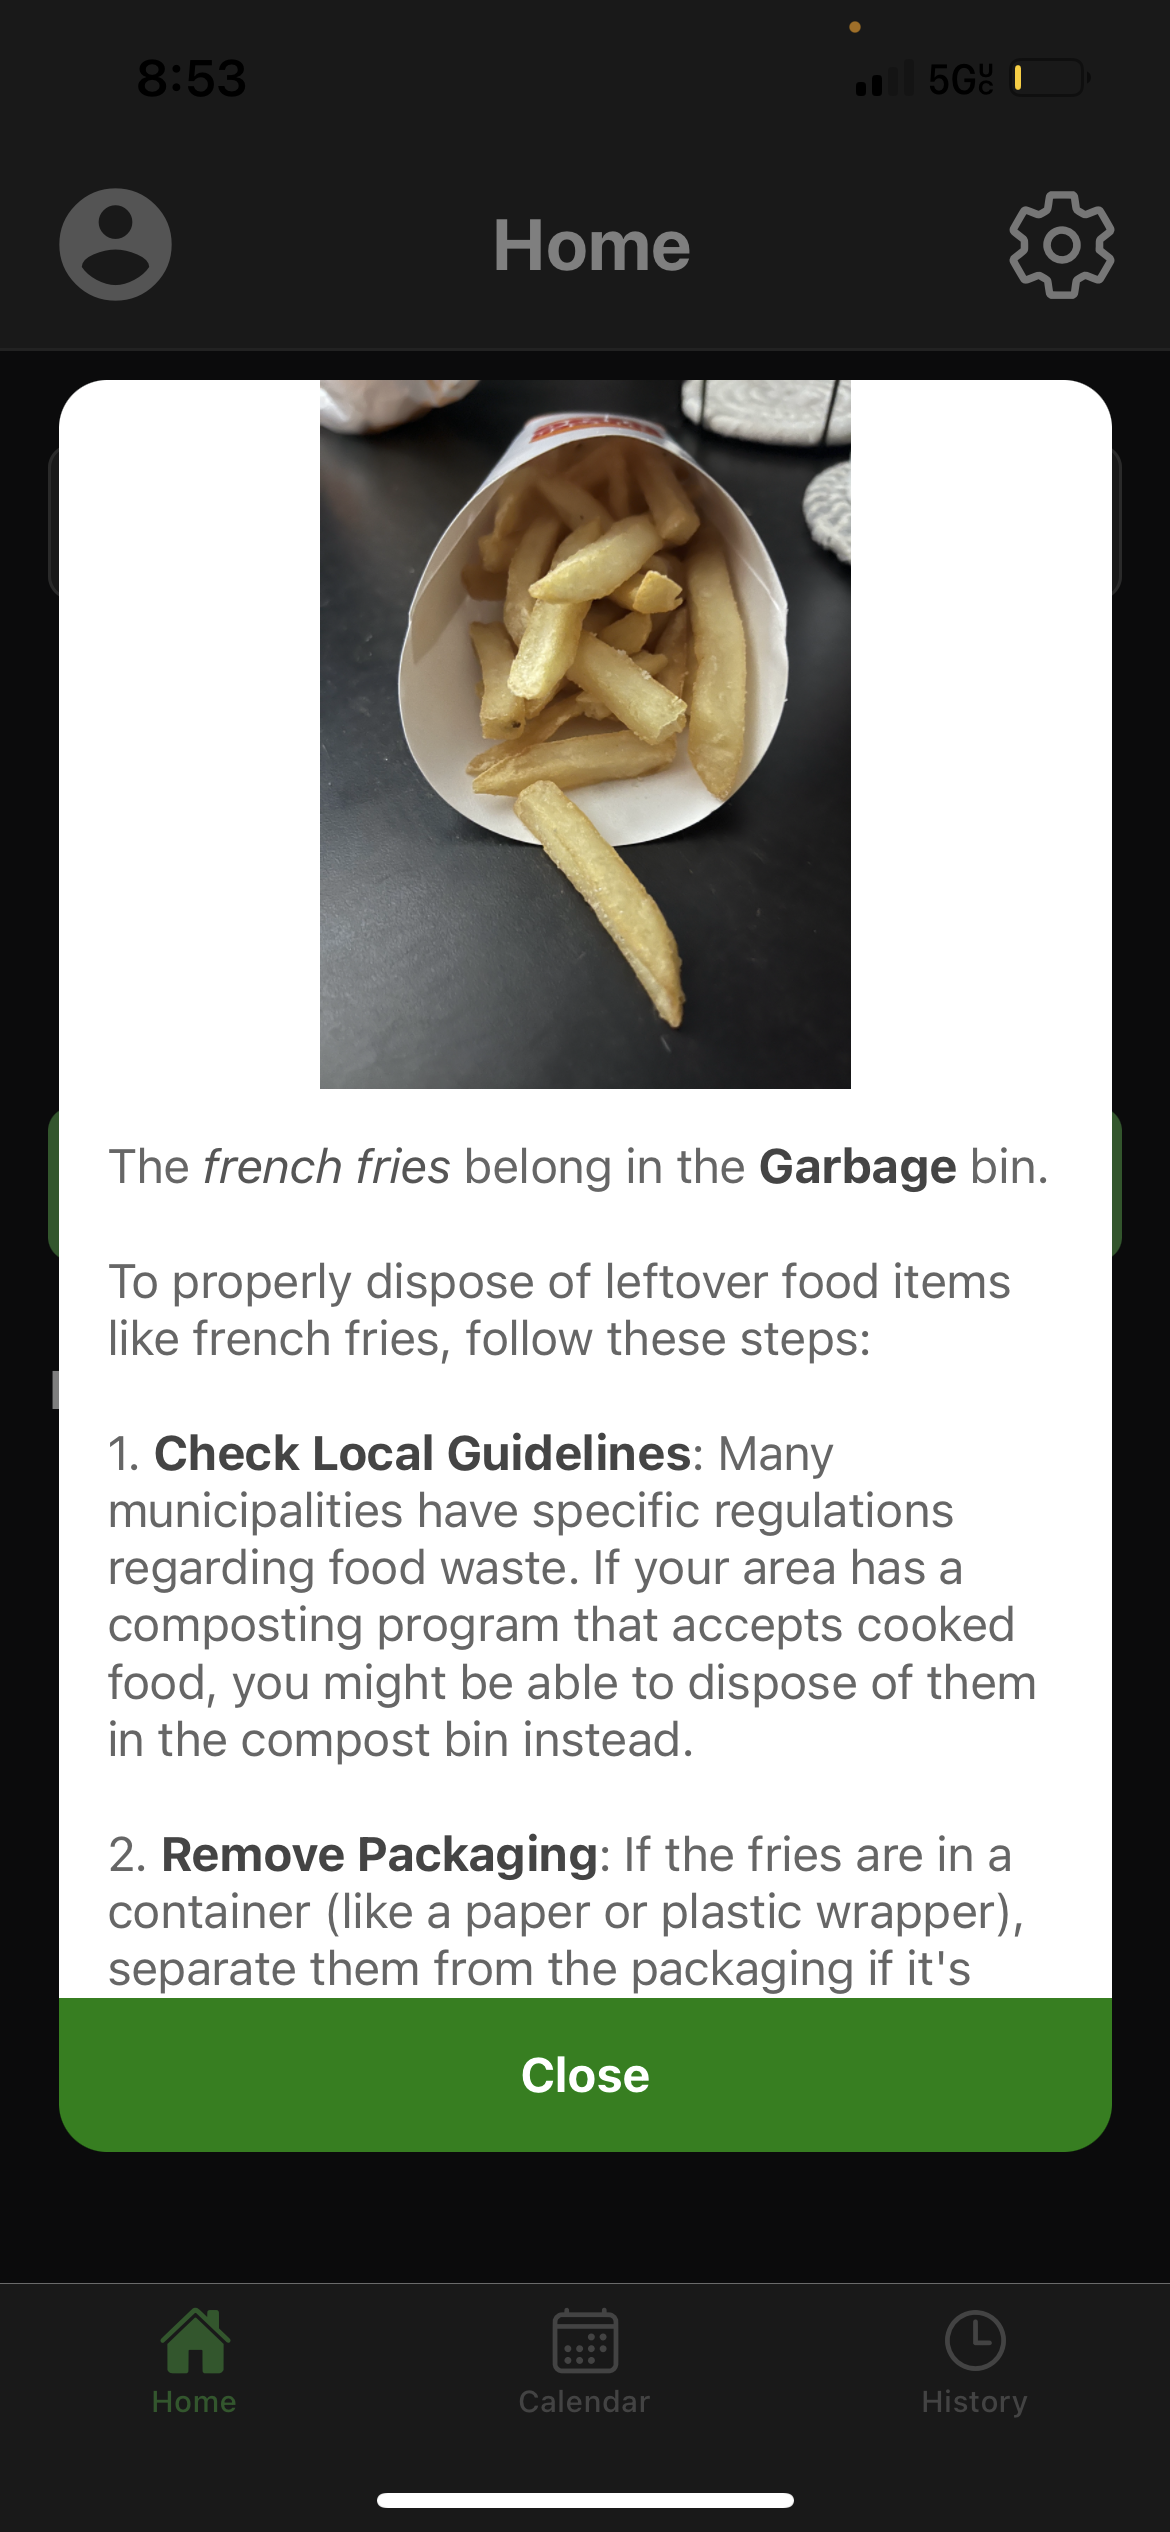 8:53
5GUC
Home
The french fries belong in the Garbage bin.
To properly dispose of leftover food items
like french fries, follow these steps:
1. Check Local Guidelines: Many
municipalities have specific regulations
regarding food waste. If your area has a
composting program that accepts cooked
food, you might be able to dispose of them
in the compost bin instead.
2. Remove Packaging: If the fries are in a
container (like a paper or plastic wrapper),
separate them from the packaging if it's
Close
Home
Calendar
History